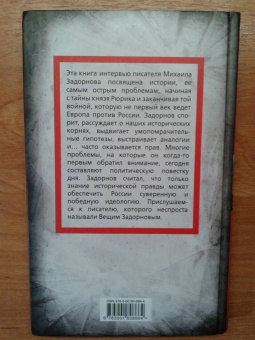 Эта книга интервью писателя Михаила
Задорнова посвящена истории, ее
самым острым проблемам, начиная
с тайны князя Рюрика и заканчивая той
войной, которую не первый век ведет
Европа против России. Задорнов спо-
рит, рассуждает о наших исторических
корнях, выдвигает умопомрачитель-
ные гипотезы, выстраивает аналогии
и... часто оказывается прав. Многие
проблемы, на которые он когда-то
первым обратил внимание, сегодня
составляют политическую повестку
дня. Задорнов считал, что только
знание исторической правды может
обеспечить России суверенную и
победную идеологию. Прислушаем-
ся к писателю, которого неспроста
называли Вещим Задорновым.